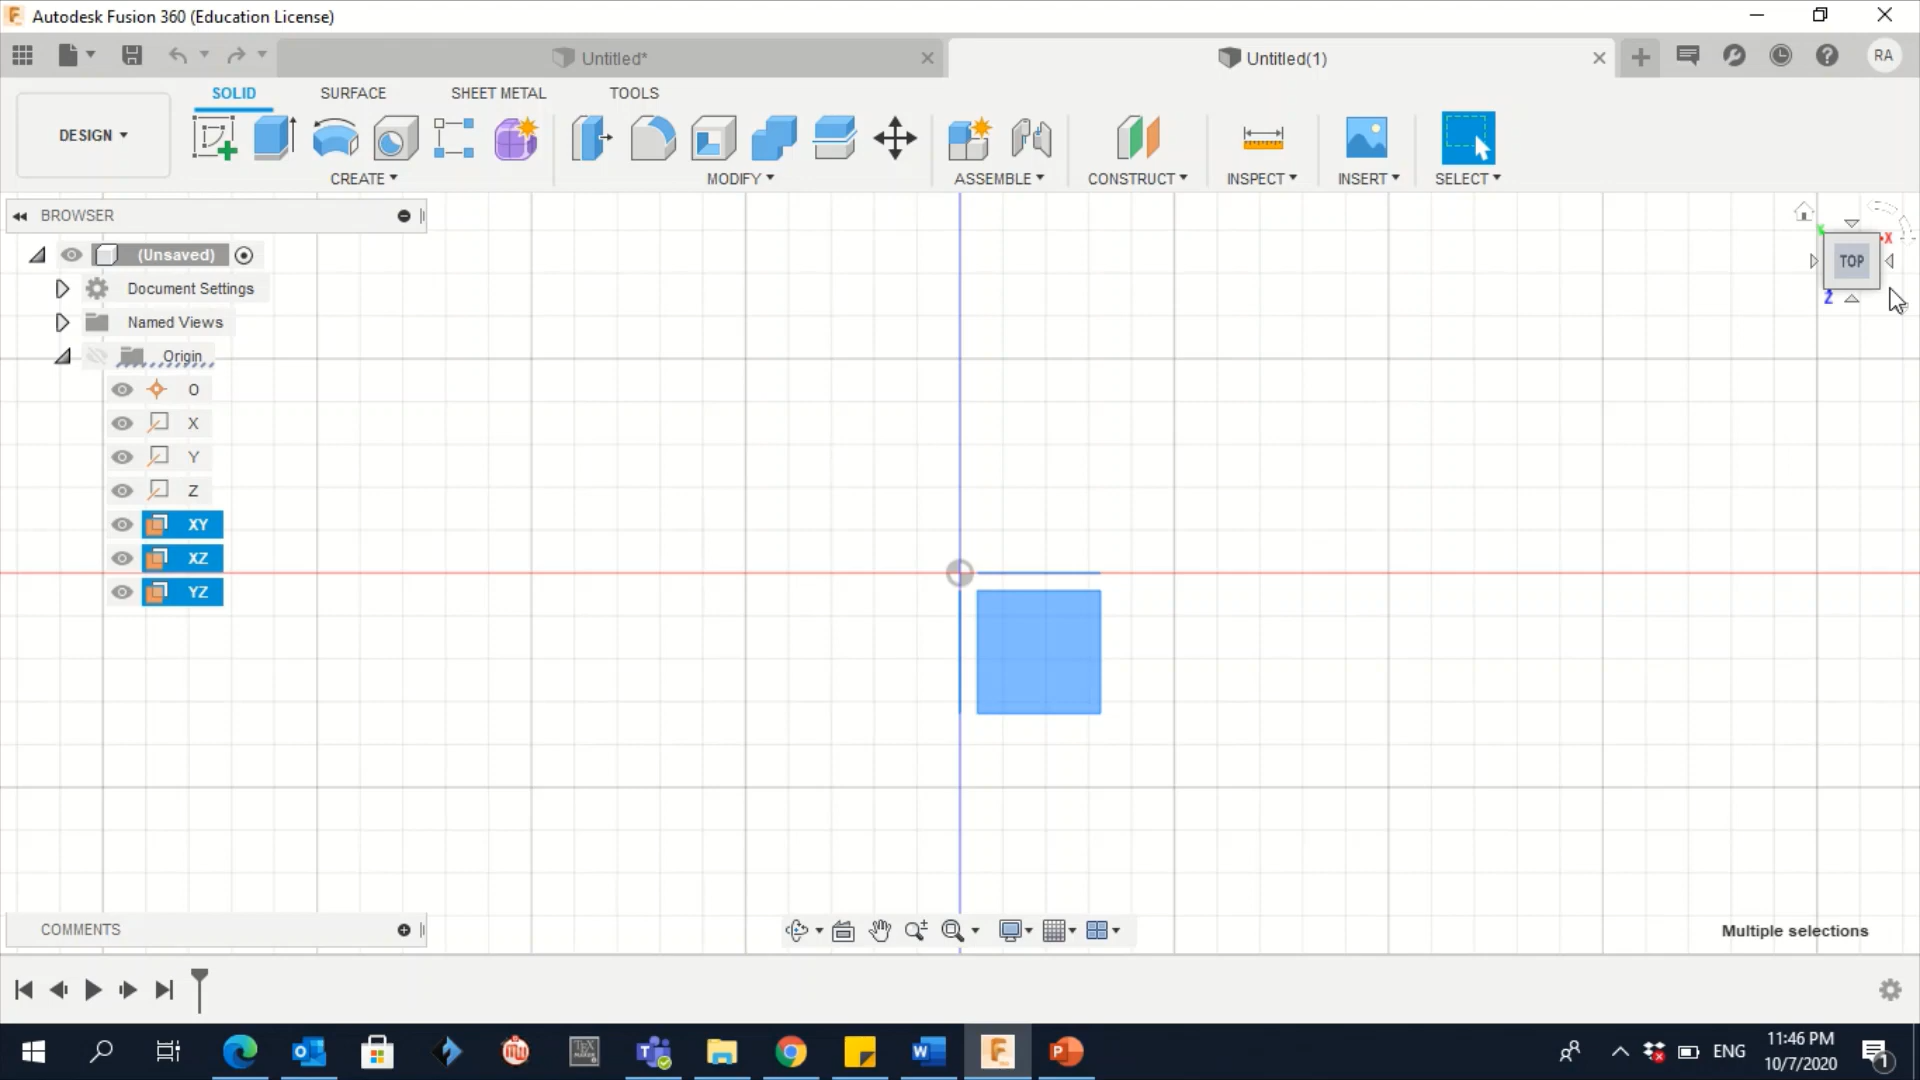 Autodesk Fusion 360 (Education License)
Untitled*
Untitled(1)
RA
SOLID
SURFACE
SHEET METAL
TOOLS
DESIGN
CREATE
MODIFY
ASSEMBLE
CONSTRUCT
INSPECT
INSERT
SELECT
BROWSER
(Unsaved)
Document Settings
Named Views
Origin
O
X
Y
Z
XY
XZ
YZ
X
TOP
Z
COMMENTS
Multiple selections
ENG
11:46 PM
10/7/2020
1